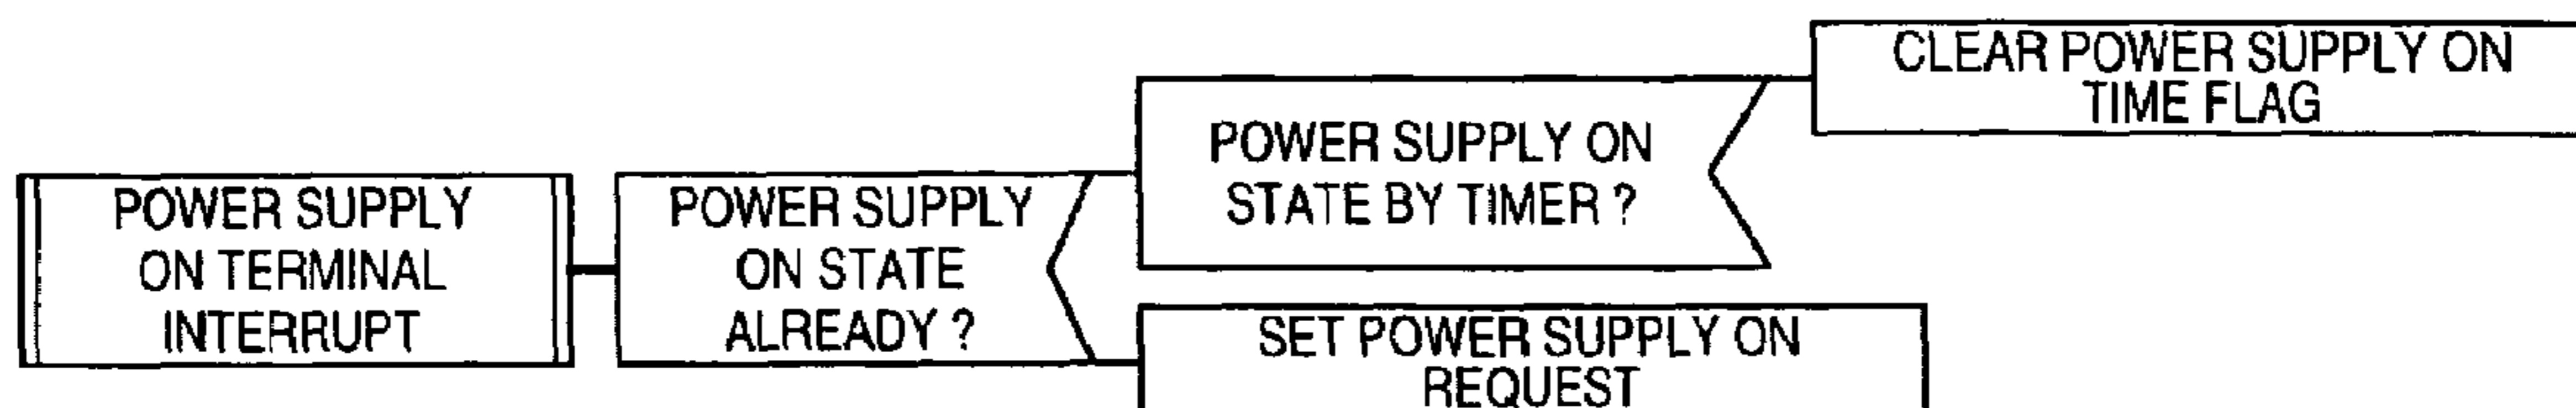 POWER SUPPLY
ON TERMINAL
INTERRUPT
POWER SUPPLY
ON STATE
ALREADY ?
POWER SUPPLY ON
STATE BY TIMER ?
CLEAR POWER SUPPLY ON
TIME FLAG
SET POWER SUPPLY ON
REQUEST